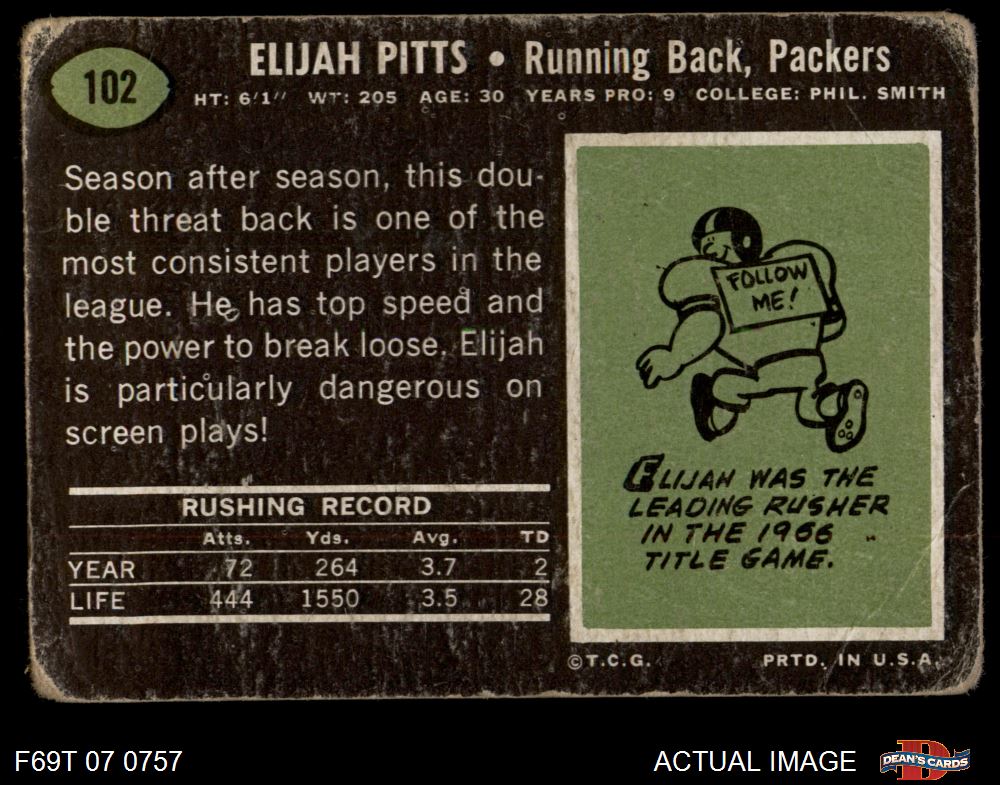 102
ELIJAH PITTS • Running Back, Packers
HT: 6'1" WT: 205 AGE: 30 YEARS PRO: 9 COLLEGE: PHIL. SMITH
Season after season, this dou-
ble threat back is one of the
most consistent players in the
league. He has top speed and
the power to break loose. Elijah
is particularly dangerous on
screen plays!
RUSHING RECORD
Atts. Yds. Avg. TD
YEAR 72 264 3.7 2
LIFE 444 1550 3.5 28
FOLLOW
ME!
ELIJAH WAS THE
LEADING RUSHER
IN THE 1966
TITLE GAME.
©T.C.G. PRTD. IN U.S.A.
F69T 07 0757 ACTUAL IMAGE
D
DEAN'S CARDS